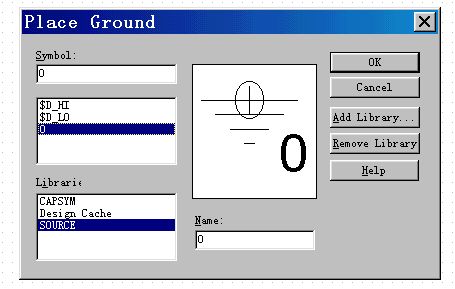 Place Ground
Symbol:
0
$D_HI
$D_LO
0
Librarie
CAPSYM
Design Cache
SOURCE
0
Name:
0
OK
Cancel
Add Library...
Remove Library
Help